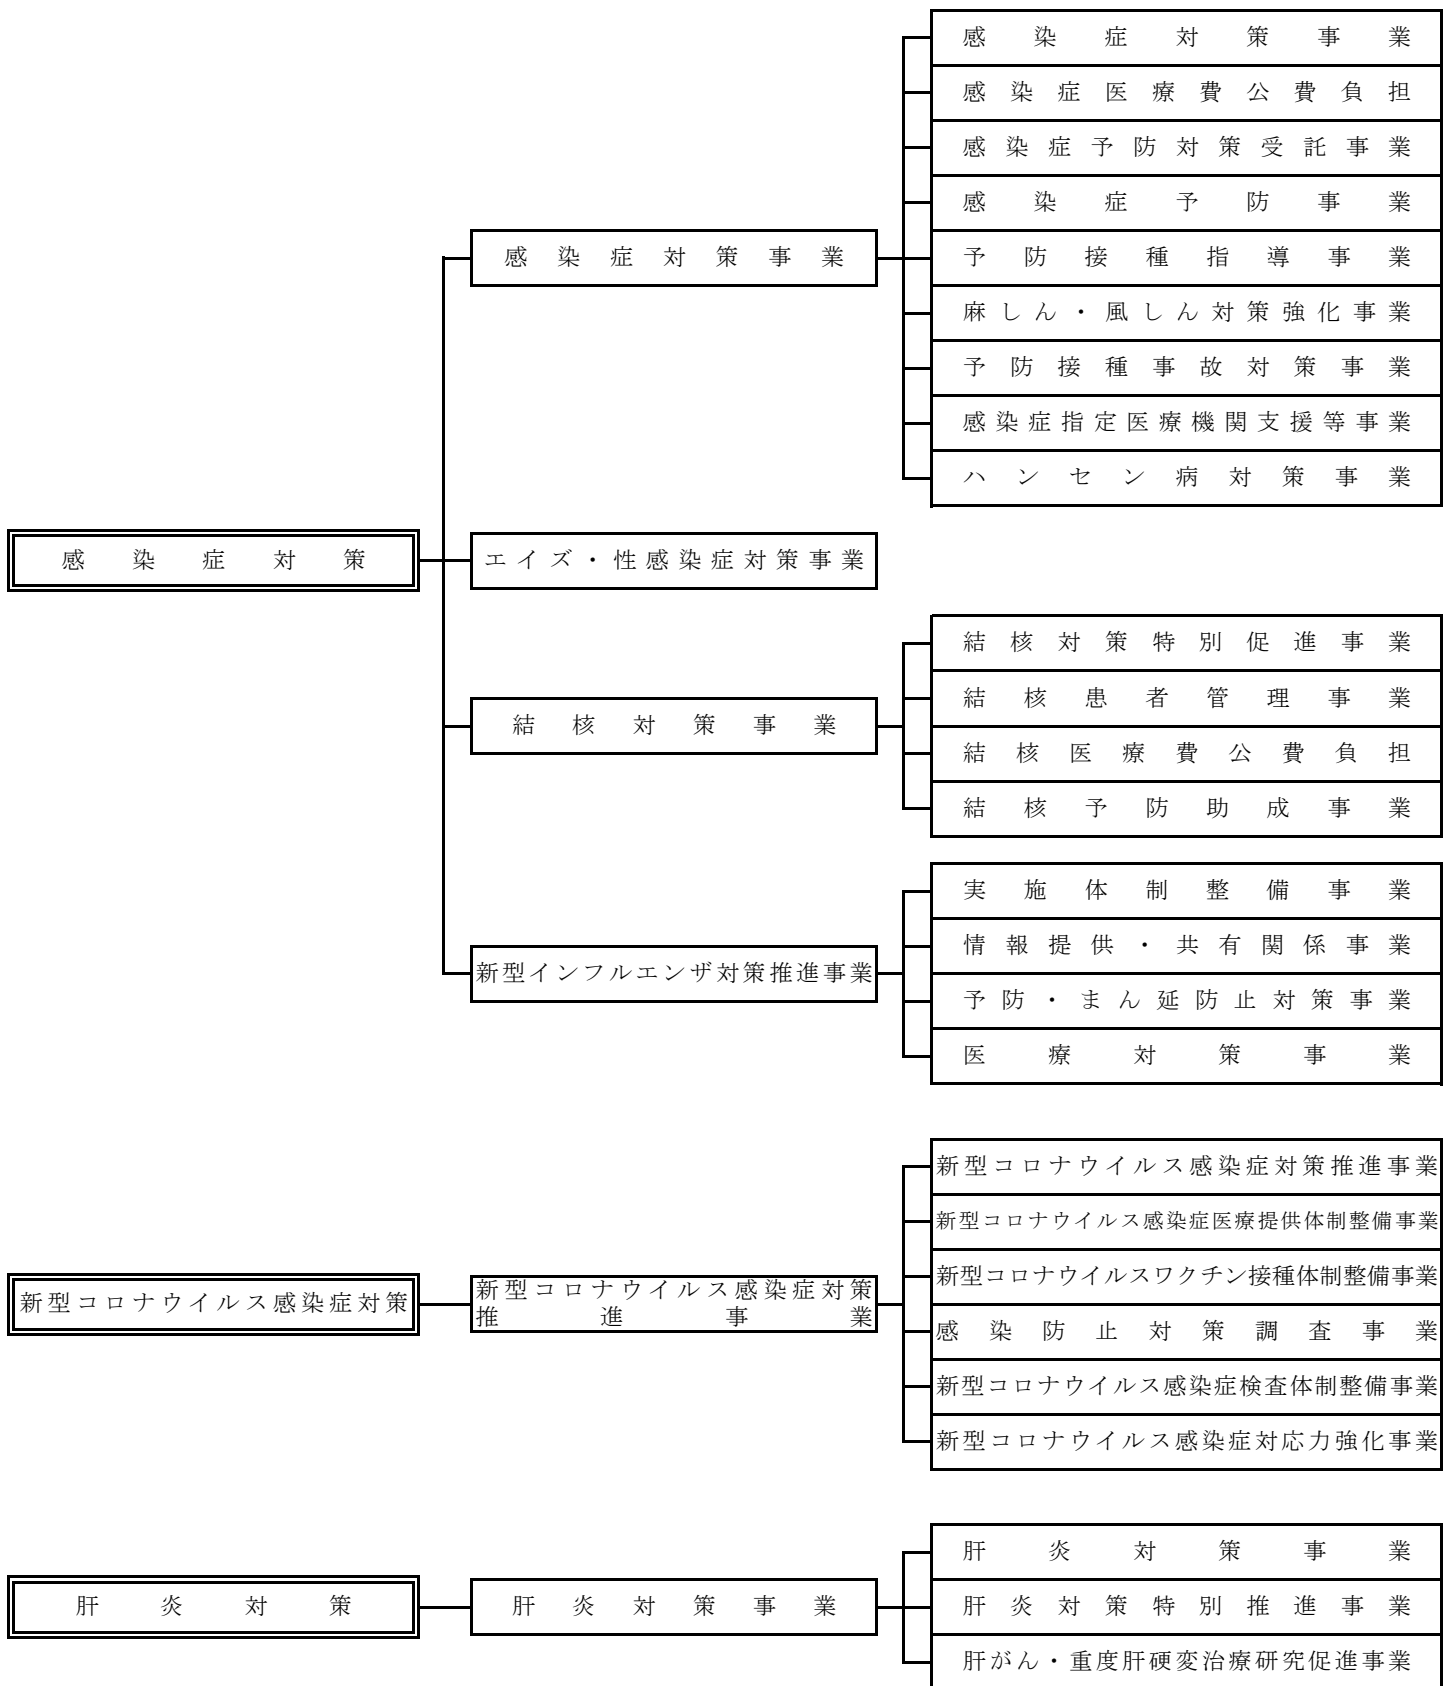 感染症対策
感染症対策事業
感染症対策事業
感染症医療費公費負担
感染症予防対策受託事業
感染症予防事業
予防接種指導事業
麻しん・風しん対策強化事業
予防接種事故対策事業
感染症指定医療機関支援等事業
ハンセン病対策事業
エイズ・性感染症対策事業
結核対策事業
結核対策特別促進事業
結核患者管理事業
結核医療費公費負担
結核予防助成事業
新型インフルエンザ対策推進事業
実施体制整備事業
情報提供・共有関係事業
予防・まん延防止対策事業
医療対策事業
新型コロナウイルス感染症対策
新型コロナウイルス感染症対策
推進事業
新型コロナウイルス感染症対策推進事業
新型コロナウイルス感染症医療提供体制整備事業
新型コロナウイルスワクチン接種体制整備事業
感染防止対策調査事業
新型コロナウイルス感染症検査体制整備事業
新型コロナウイルス感染症対応力強化事業
肝炎対策
肝炎対策事業
肝炎対策事業
肝炎対策特別推進事業
肝がん・重度肝硬変治療研究促進事業